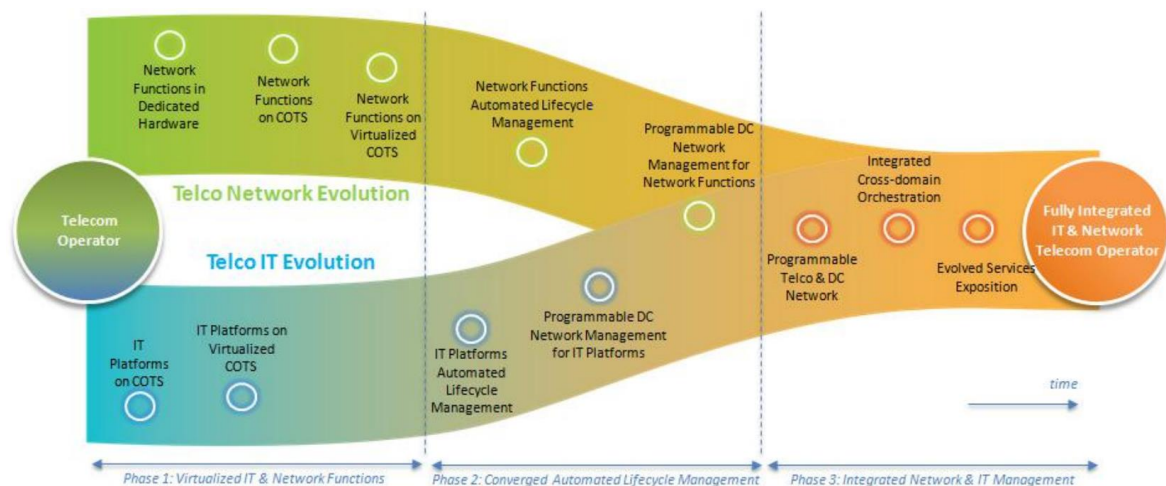 Network
Functions in
Dedicated
Hardware
Network
Functions
on COTS
Network
Functions on
Virtualized
COTS
Network Functions
Automated Lifecycle
Management
Programmable DC
Network
Management for
Network Functions
Integrated
Cross-domain
Orchestration
Telco Network Evolution
Telecom
Operator
Fully Integrated
IT & Network
Telecom Operator
Telco IT Evolution
Programmable
Telco & DC
Network
Evolved Services
Exposition
IT
Platforms
on COTS
IT Platforms on
Virtualized
COTS
IT Platforms
Automated
Lifecycle
Management
Programmable DC
Network Management
for IT Platforms
time
Phase 1: Virtualized IT & Network Functions
Phase 2: Converged Automated Lifecycle Management
Phase 3: Integrated Network & IT Management